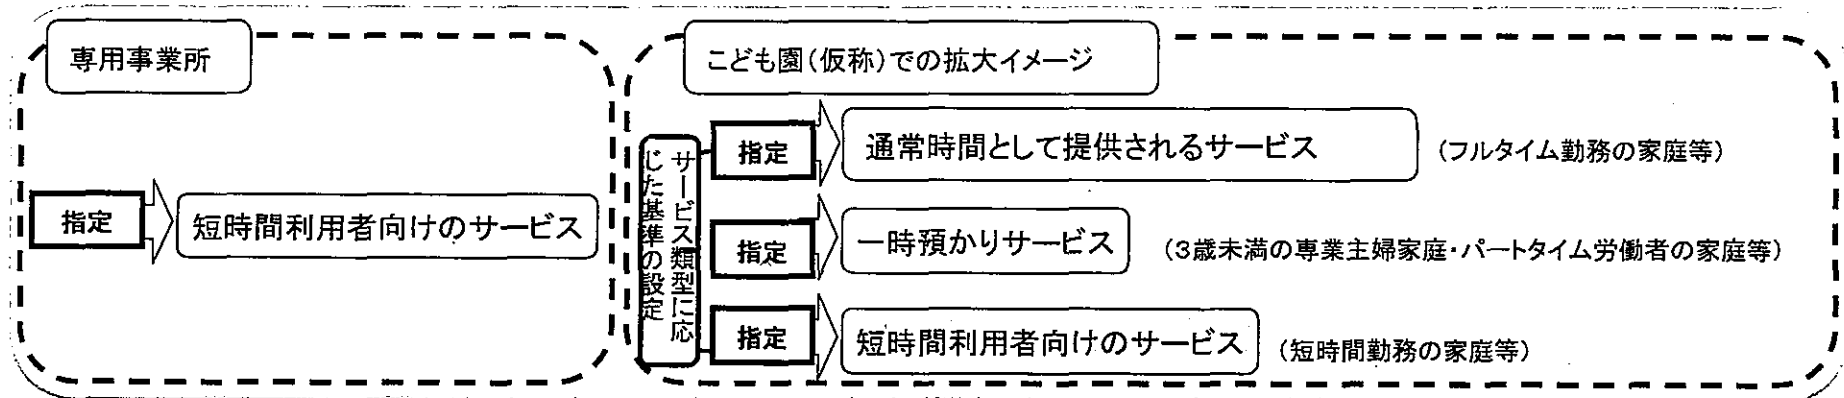 専用事業所
指定
短時間利用者向けのサービス
こども園(仮称)での拡大イメージ
サービス類型に応
じた基準の設定
指定
通常時間として提供されるサービス
(フルタイム勤務の家庭等)
指定
一時預かりサービス
(3歳未満の専業主婦家庭・パートタイム労働者の家庭等)
指定
短時間利用者向けのサービス
(短時間勤務の家庭等)